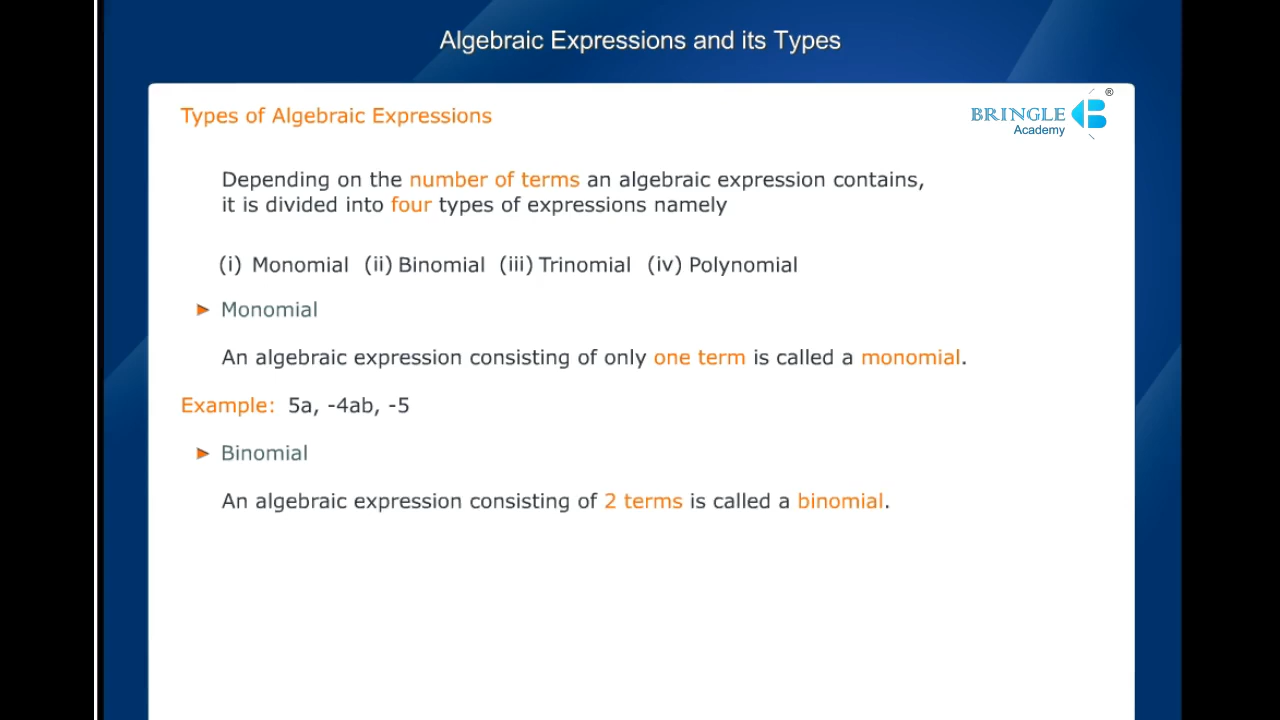 Algebraic Expressions and its Types
Types of Algebraic Expressions
BRINGLE ®
Academy
Depending on the number of terms an algebraic expression contains,
it is divided into four types of expressions namely
(i) Monomial (ii) Binomial (iii) Trinomial (iv) Polynomial
► Monomial
An algebraic expression consisting of only one term is called a monomial.
Example: 5a, -4ab, -5
► Binomial
An algebraic expression consisting of 2 terms is called a binomial.